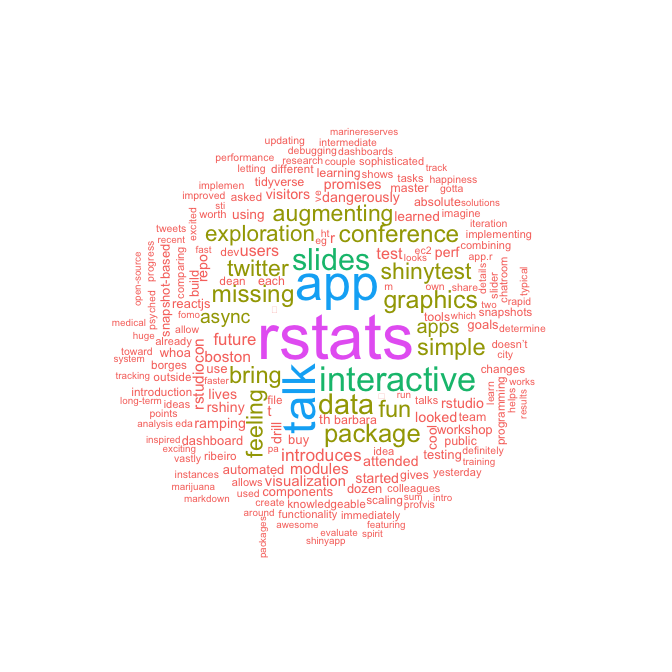 marinereserves
updating
intermediate
debugging
dashboards
performance
research
couple
sophisticated
letting
different
learning
shows
track
implemen
tidyverse
promises
tasks
happiness
improved
asked
visitors
ve
dangerously
master
gotta
sti
worth
using
augmenting
learned
absolute
solutions
excited
imagine
tweets
exploration
ht
r
conference
iteration
implementing
recent
eg
combining
fast
dev
users
slides
test
ec2
perf
app.r
open-source
progress
snapshot-based
comparing
repo
twitter
looks
shinytest
details
slider
chatroom
typical
psyched
build
dean
each
app
m
own
share
rapid
reactjs
missing
graphics
two
snapshots
medical
fomo
async
rstats
tools
which
huge
allow
apps
goals
determine
already
future
simple
doesn’t
toward
whoa
boston
city
system
borges
use
bring
talk
interactive
changes
tracking
outside
faster
learn
helps
works
introduction
rstudiocon
lives
file
data
fun
run
talks
rstudio
programming
results
long-term
ideas
rshiny
t
looked
team
points
ramping
feeling
drill
th
barbara
cool
workshop
analysis
eda
package
public
definitely
inspired
dashboard
buy
testing
exciting
pa
introduces
idea
yesterday
vastly
ribeiro
modules
attended
gives
training
instances
automated
started
scaling
colleagues
marijuana
allows
visualization
dozen
sum
intro
markdown
used
components
profvis
create
knowledgeable
around
functionality
immediately
packages
awesome
featuring
evaluate
spirit
shinyapp